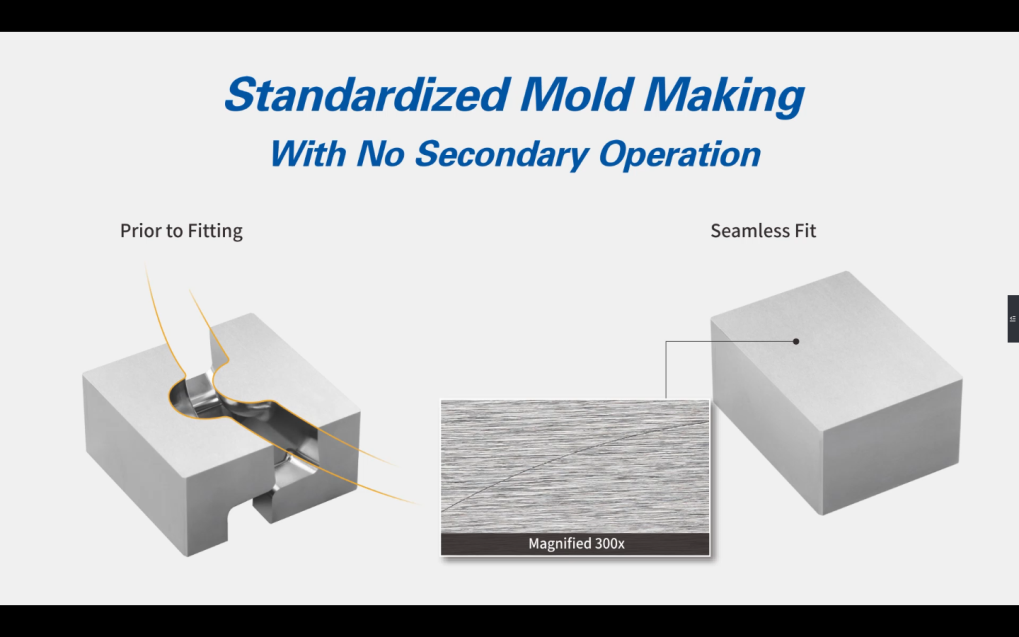 Standardized Mold Making
With No Secondary Operation
Prior to Fitting
Seamless Fit
Magnified 300x